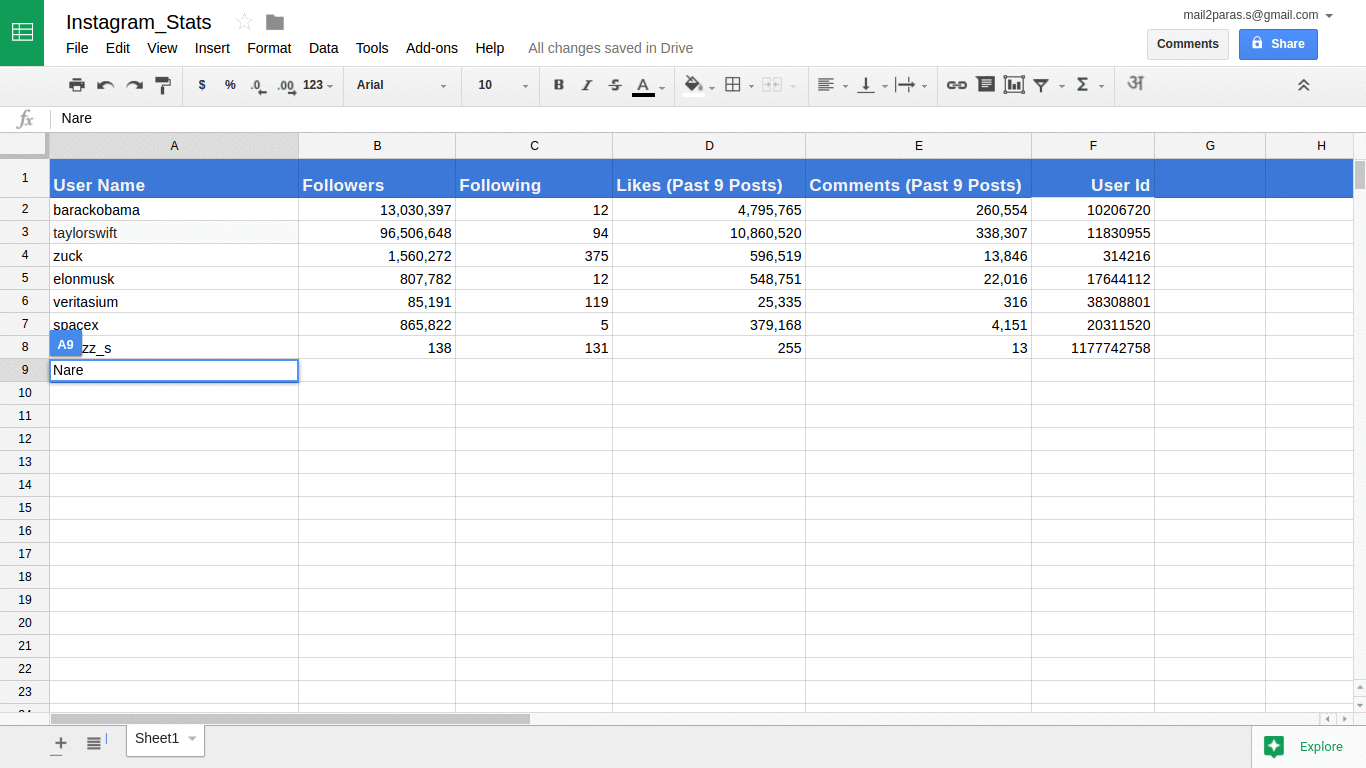 Instagram_Stats
mail2paras.s@gmail.com
File Edit View Insert Format Data Tools Add-ons Help All changes saved in Drive
Comments Share
$ % .0 .00 123 Arial 10 B I S A Σ अ
fx Nare
A B C D E F G H
1 User Name Followers Following Likes (Past 9 Posts) Comments (Past 9 Posts) User Id
2 barackobama 13,030,397 12 4,795,765 260,554 10206720
3 taylorswift 96,506,648 94 10,860,520 338,307 11830955
4 zuck 1,560,272 375 596,519 13,846 314216
5 elonmusk 807,782 12 548,751 22,016 17644112
6 veritasium 85,191 119 25,335 316 38308801
7 spacex 865,822 5 379,168 4,151 20311520
A9
8 zz_s 138 131 255 13 1177742758
9 Nare
10
11
12
13
14
15
16
17
18
19
20
21
22
23
Sheet1
Explore